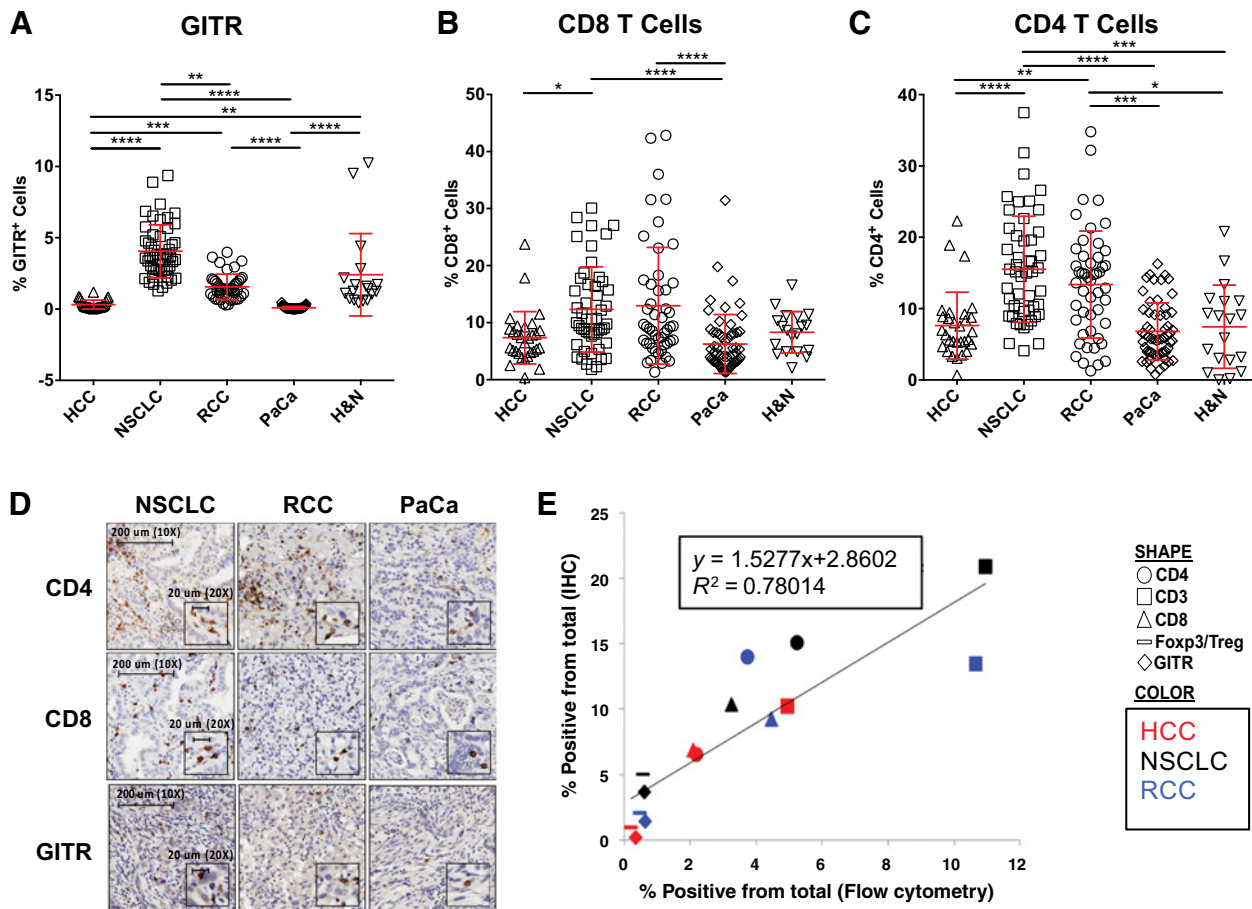 A
GITR
15
10
5
0
-5
% GITR+ Cells
**
****
**
***
****
****
****
HCC
NSCLC
RCC
PaCa
H&N
B
CD8 T Cells
50
40
30
20
10
0
% CD8+ Cells
****
****
*
HCC
NSCLC
RCC
PaCa
H&N
C
CD4 T Cells
40
30
20
10
0
% CD4+ Cells
***
****
**
*
****
***
HCC
NSCLC
RCC
PaCa
H&N
D
NSCLC
RCC
PaCa
CD4
200 um (10X)
20 um (20X)
CD8
200 um (10X)
20 um (20X)
GITR
200 um (10X)
20 um (20X)
E
25
20
15
10
5
0
% Positive from total (IHC)
y = 1.5277x+2.8602
R² = 0.78014
0 2 4 6 8 10 12
% Positive from total (Flow cytometry)
SHAPE
CD4
CD3
CD8
Foxp3/Treg
GITR
COLOR
HCC
NSCLC
RCC